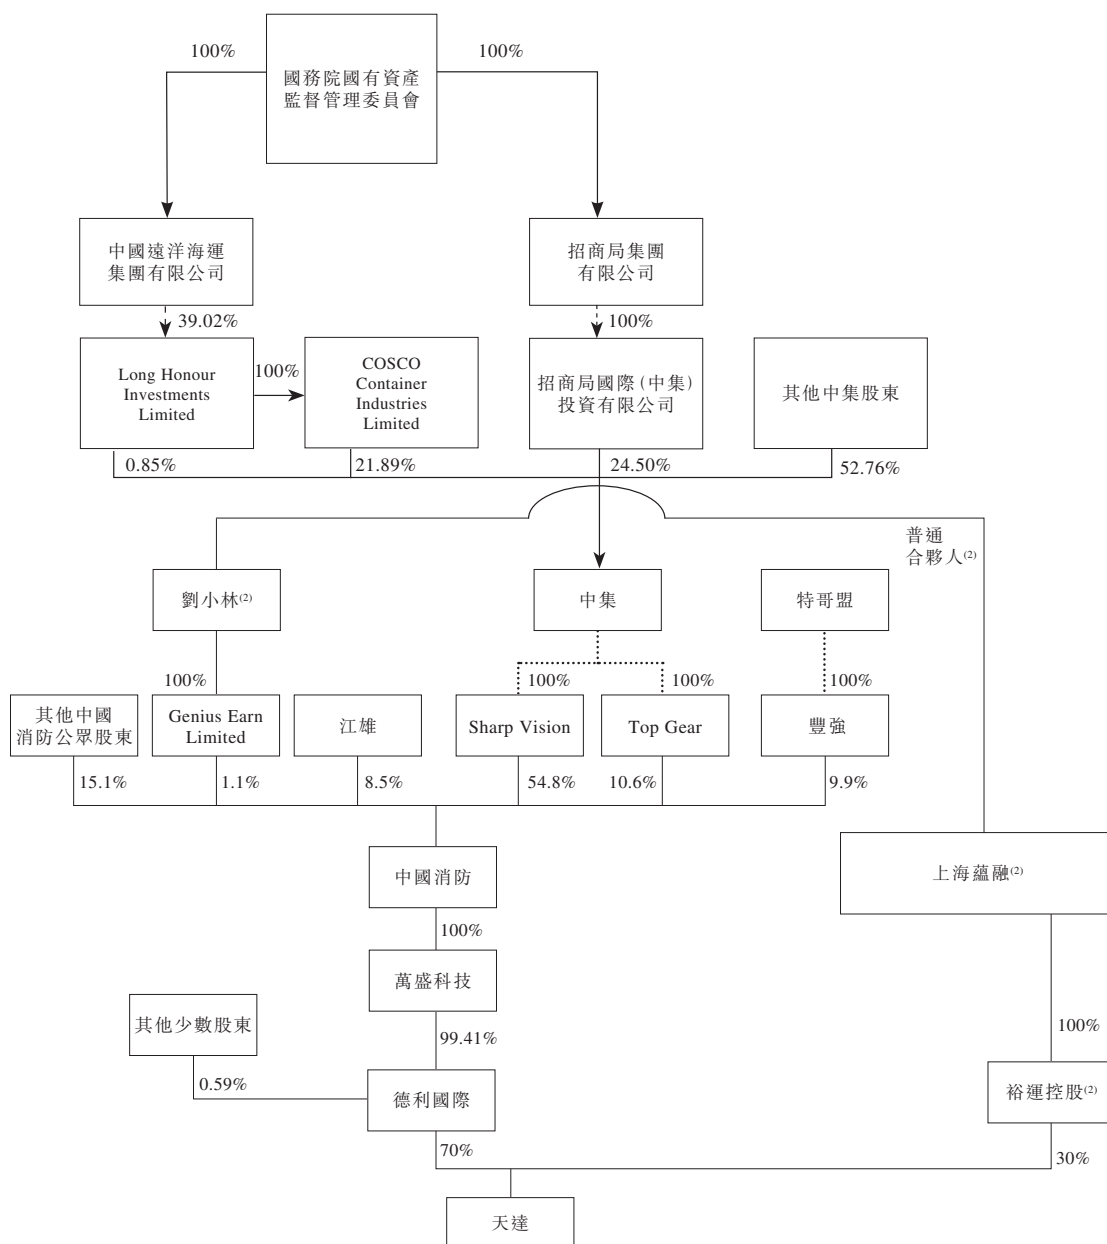 100%
100%
國務院國有資產
監督管理委員會
中國遠洋海運
集團有限公司
招商局集團
有限公司
39.02%
100%
Long Honour
Investments
Limited
100%
COSCO
Container
Industries
Limited
招商局國際(中集)
投資有限公司
其他中集股東
0.85%
21.89%
24.50%
52.76%
普通
合夥人(2)
劉小林(2)
中集
特哥盟
100%
100%
100%
100%
其他中國
消防公眾股東
Genius Earn
Limited
江雄
Sharp Vision
Top Gear
豐強
15.1%
1.1%
8.5%
54.8%
10.6%
9.9%
中國消防
上海蘊融(2)
100%
萬盛科技
其他少數股東
99.41%
100%
0.59%
德利國際
裕運控股(2)
70%
30%
天達